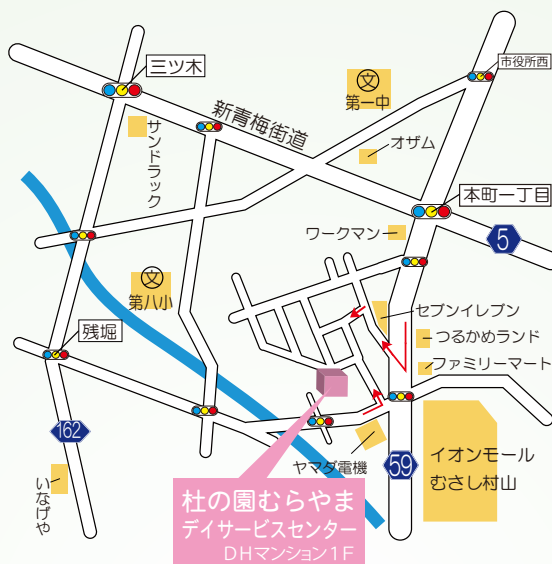 三ツ木
市役所西
文
第一中
新青梅街道
サンドラック
オザム
本町一丁目
ワークマン
5
文
第八小
セブンイレブン
つるかめランド
残堀
ファミリーマート
162
いなげや
ヤマダ電機
59
イオンモール
むさし村山
杜の園むらやま
デイサービスセンター
DHマンション1F